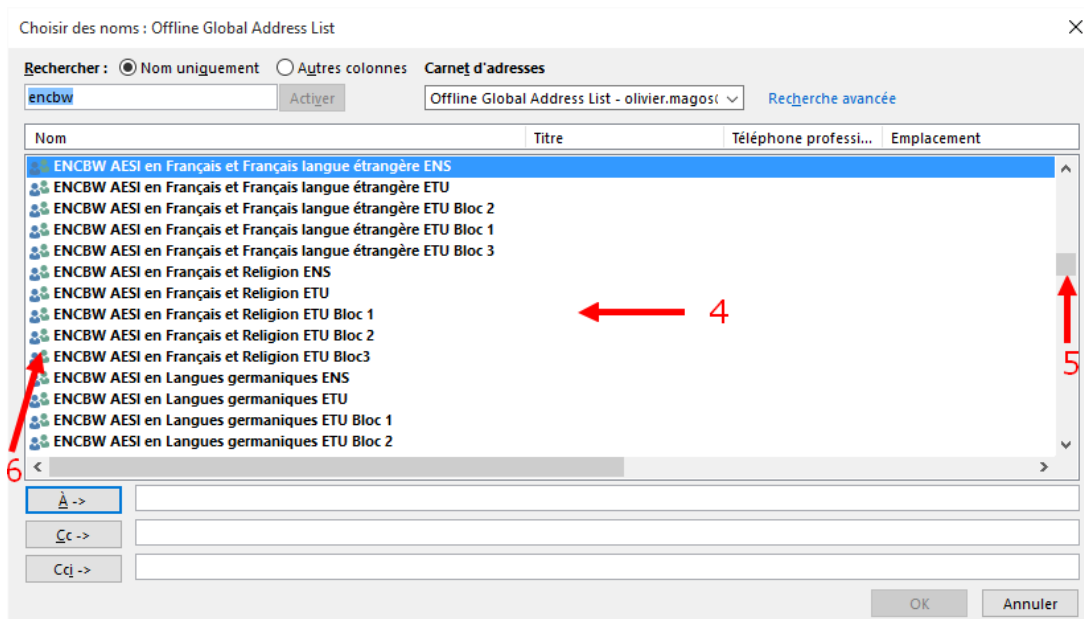 Choisir des noms : Offline Global Address List
Rechercher : Nom uniquement Autres colonnes Carnet d'adresses
encbw Activer Offline Global Address List - olivier.magos( Recherche avancée
Nom Titre Téléphone professi... Emplacement
ENCBW AESI en Français et Français langue étrangère ENS
ENCBW AESI en Français et Français langue étrangère ETU
ENCBW AESI en Français et Français langue étrangère ETU Bloc 2
ENCBW AESI en Français et Français langue étrangère ETU Bloc 1
ENCBW AESI en Français et Français langue étrangère ETU Bloc 3
ENCBW AESI en Français et Religion ENS
ENCBW AESI en Français et Religion ETU
ENCBW AESI en Français et Religion ETU Bloc 1
4
ENCBW AESI en Français et Religion ETU Bloc 2
ENCBW AESI en Français et Religion ETU Bloc3
5
ENCBW AESI en Langues germaniques ENS
ENCBW AESI en Langues germaniques ETU
ENCBW AESI en Langues germaniques ETU Bloc 1
ENCBW AESI en Langues germaniques ETU Bloc 2
6
À ->
Cc ->
Cci ->
OK Annuler